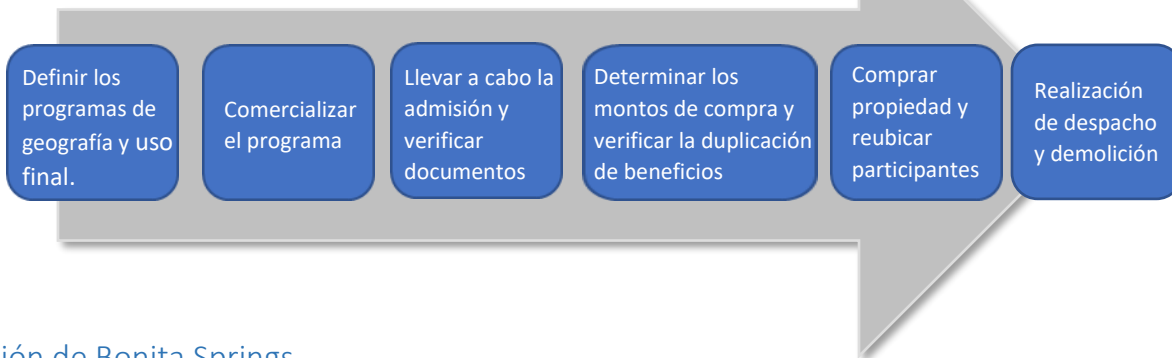 Definir los
programas de
geografía y uso
final.
Comercializar
el programa
Llevar a cabo la
admisión y
verificar
documentos
Determinar los
montos de compra y
verificar la duplicación
de beneficios
Comprar
propiedad y
reubicar
participantes
Realización
de despacho
y demolición
de Bonita Springs